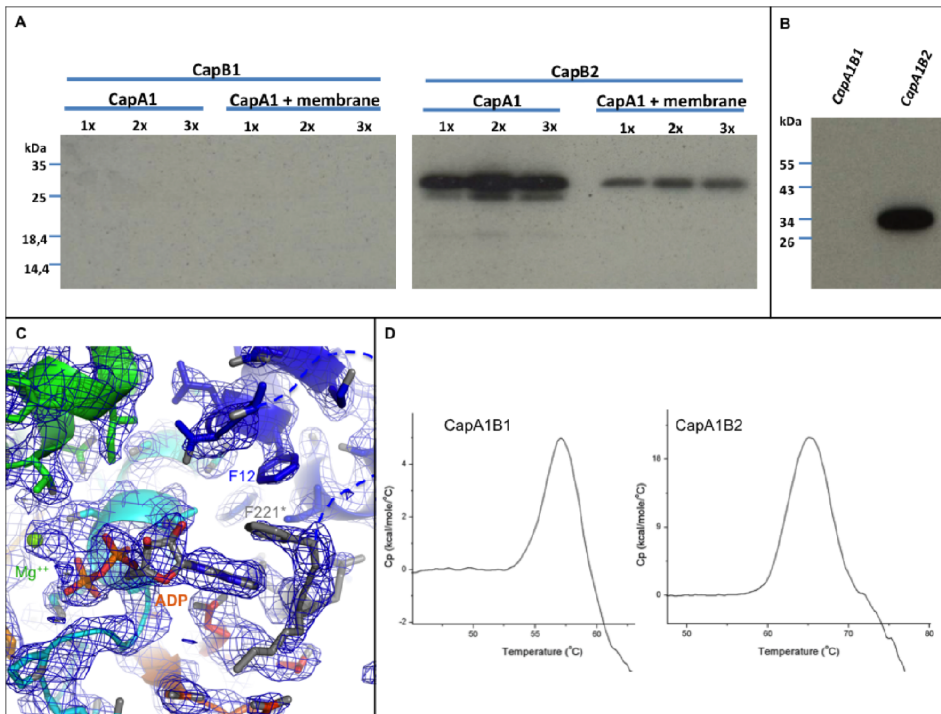 A
CapB1
CapA1
CapA1 + membrane
1x 2x 3x 1x 2x 3x
kDa
35
25
18,4
14,4
CapB2
CapA1
CapA1 + membrane
1x 2x 3x 1x 2x 3x
B
CapA1B1
CapA1B2
kDa
55
43
34
26
C
F12
F221*
Mg++
ADP
D
CapA1B1
Cp (kcal/mole/°C)
4
2
0
-2
50 55 60
Temperature (°C)
CapA1B2
Cp (kcal/mole/°C)
18
9
0
50 60 70 80
Temperature (°C)